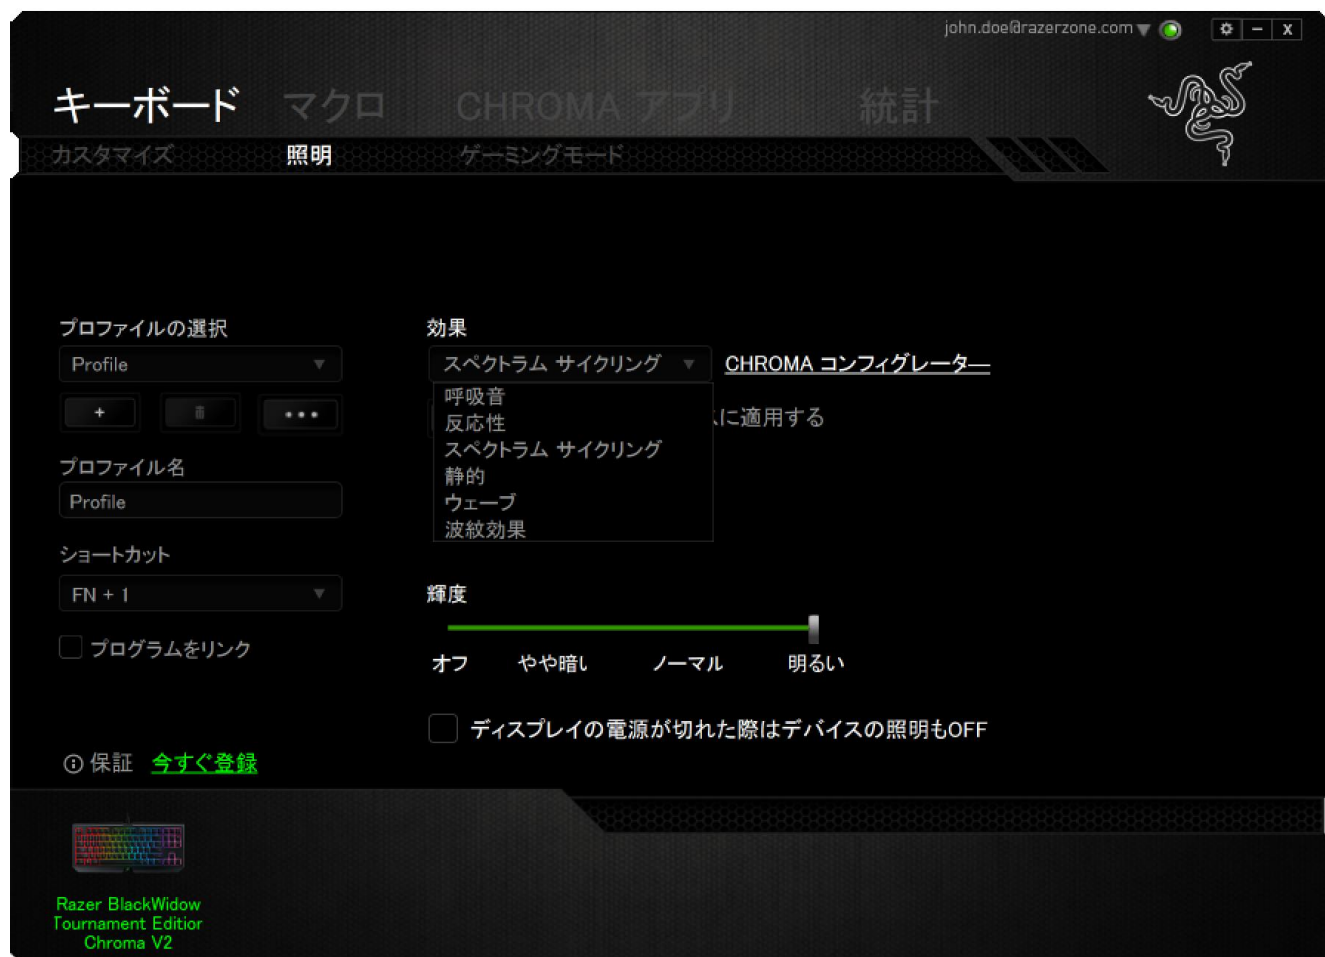 john.doe@razerzone.com
キーボード マクロ CHROMA アプリ 統計
カスタマイズ 照明 ゲーミングモード
プロファイルの選択
Profile
プロファイル名
Profile
ショートカット
FN + 1
プログラムをリンク
保証 今すぐ登録
効果
スペクトラム サイクリング CHROMA コンフィグレーター
呼吸音
反応性
スペクトラム サイクリング
静的
ウェーブ
波紋効果
に適用する
輝度
オフ やや暗い ノーマル 明るい
ディスプレイの電源が切れた際はデバイスの照明もOFF
Razer BlackWidow
Tournament Edition
Chroma V2